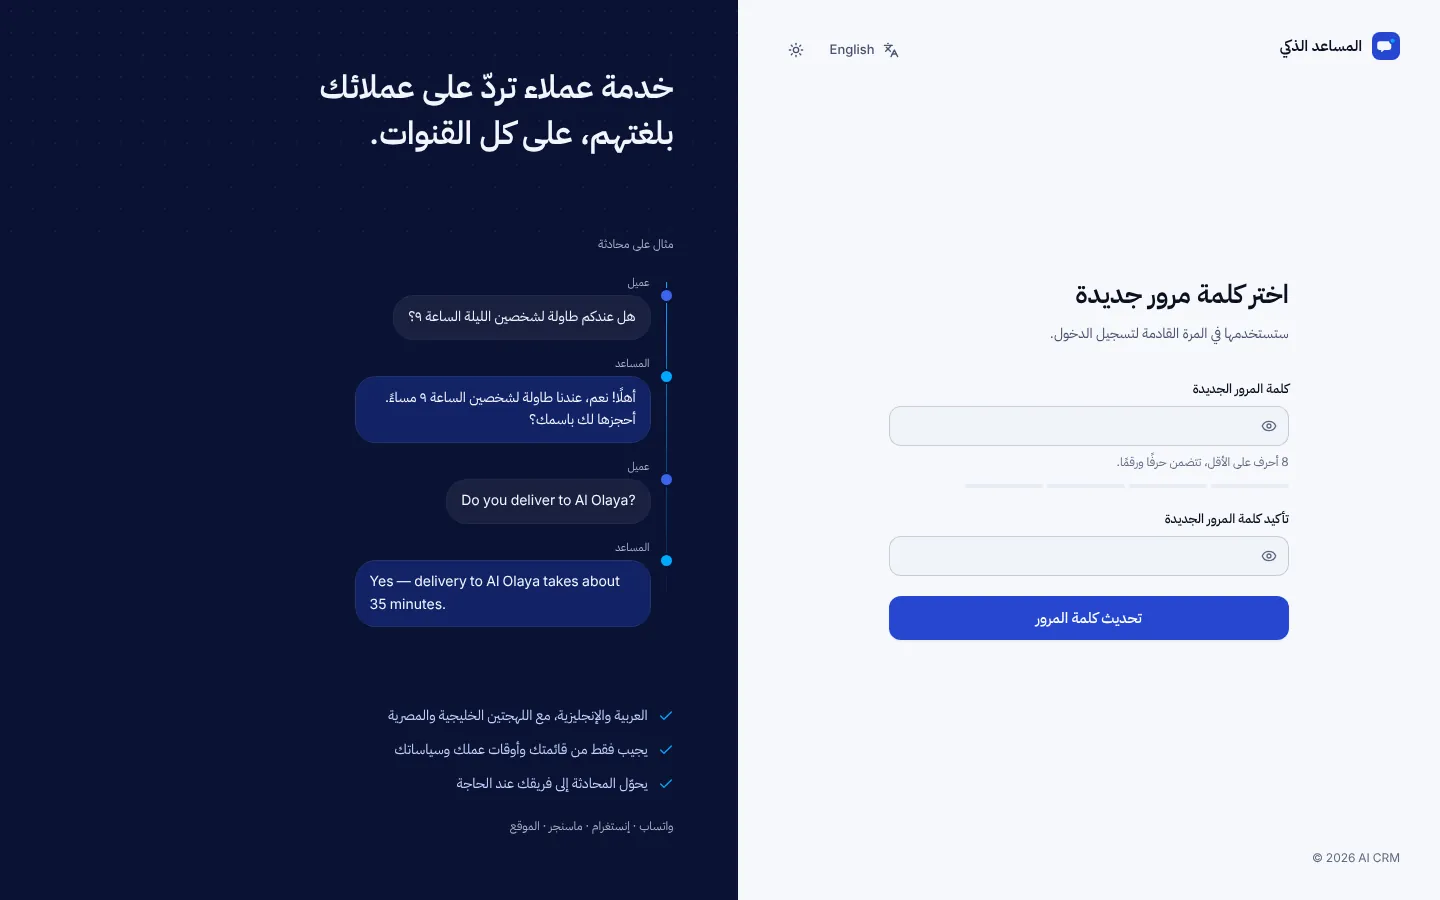 المساعد الذكي
English
اختر كلمة مرور جديدة
ستستخدمها في المرة القادمة لتسجيل الدخول.
كلمة المرور الجديدة
8 أحرف على الأقل، تتضمن حرفًا ورقمًا.
تأكيد كلمة المرور الجديدة
تحديث كلمة المرور
© 2026 AI CRM
خدمة عملاء تردّ على عملائك
بلغتهم، على كل القنوات.
مثال على محادثة
عميل
هل عندكم طاولة لشخصين الليلة الساعة ٩؟
المساعد
أهلًا! نعم، عندنا طاولة لشخصين الساعة ٩ مساءً.
أحجزها لك باسمك؟
عميل
Do you deliver to Al Olaya?
المساعد
Yes — delivery to Al Olaya takes about
35 minutes.
العربية والإنجليزية، مع اللهجتين الخليجية والمصرية
يجيب فقط من قائمتك وأوقات عملك وسياساتك
يحوّل المحادثة إلى فريقك عند الحاجة
واتساب · إنستغرام · ماسنجر · الموقع